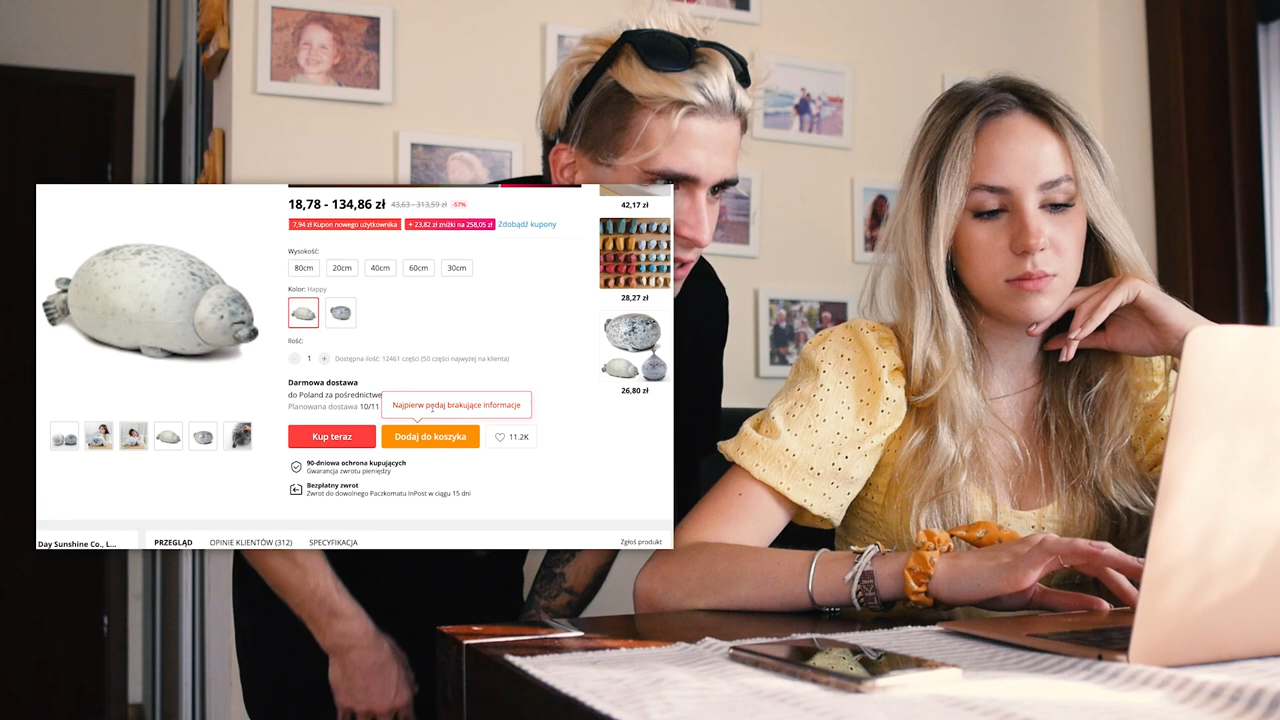 18,78 - 134,86 zł 43,63 - 313,59 zł -57%
7,94 zł Kupon nowego użytkownika + 23,82 zł zniżki na 258,05 zł Zdobądź kupony
Wysokość:
80cm 20cm 40cm 60cm 30cm
Kolor: Happy
Ilość:
1 + Dostępna ilość: 12461 części (50 części najwyżej na klienta)
Darmowa dostawa
do Poland za pośrednictwe
Planowana dostawa 10/11
Najpierw podaj brakujące informacje
Kup teraz
Dodaj do koszyka
11.2K
90-dniowa ochrona kupujących
Gwarancja zwrotu pieniędzy
Bezpłatny zwrot
Zwrot do dowolnego Paczkomatu InPost w ciągu 15 dni
42,17 zł
28,27 zł
26,80 zł
Day Sunshine Co., L...
PRZEGLĄD OPINIE KLIENTÓW (312) SPECYFIKACJA
Zgłoś produkt